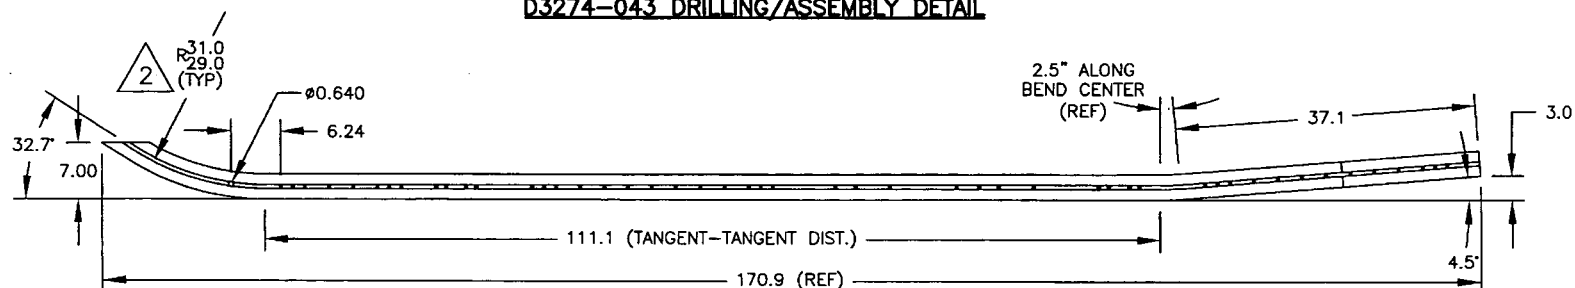 D3274-043 DRILLING/ASSEMBLY DETAIL
2
R31.0
29.0
(TYP)
Ø0.640
6.24
2.5" ALONG
BEND CENTER
(REF)
37.1
3.0
32.7°
7.00
111.1 (TANGENT-TANGENT DIST.)
4.5°
170.9 (REF)